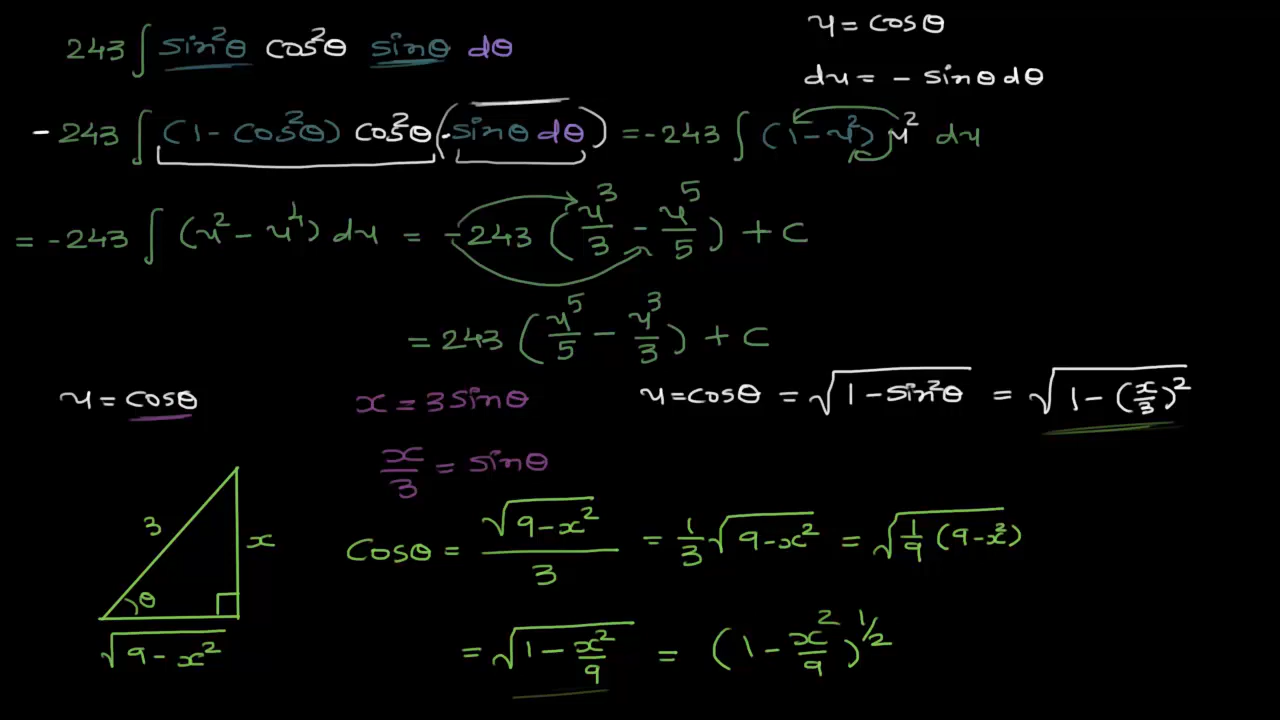 243 ∫ sin²θ cos²θ sinθ dθ
u = cosθ
du = - sinθ dθ
-243 ∫ (1 - cos²θ) cos²θ (- sinθ dθ) = -243 ∫ (1 - u²) u² du
= -243 ∫ (u² - u⁴) du = -243 (u³/3 - u⁵/5) + C
= 243 (u⁵/5 - u³/3) + C
u = cosθ
x = 3 sinθ
u = cosθ = √(1 - sin²θ) = √(1 - (x/3)²)
x/3 = sinθ
3
x
θ
√(9 - x²)
cosθ = √(9 - x²)/3 = 1/3 √(9 - x²) = √(1/9 (9 - x²))
= √(1 - x²/9) = (1 - x²/9)^1/2